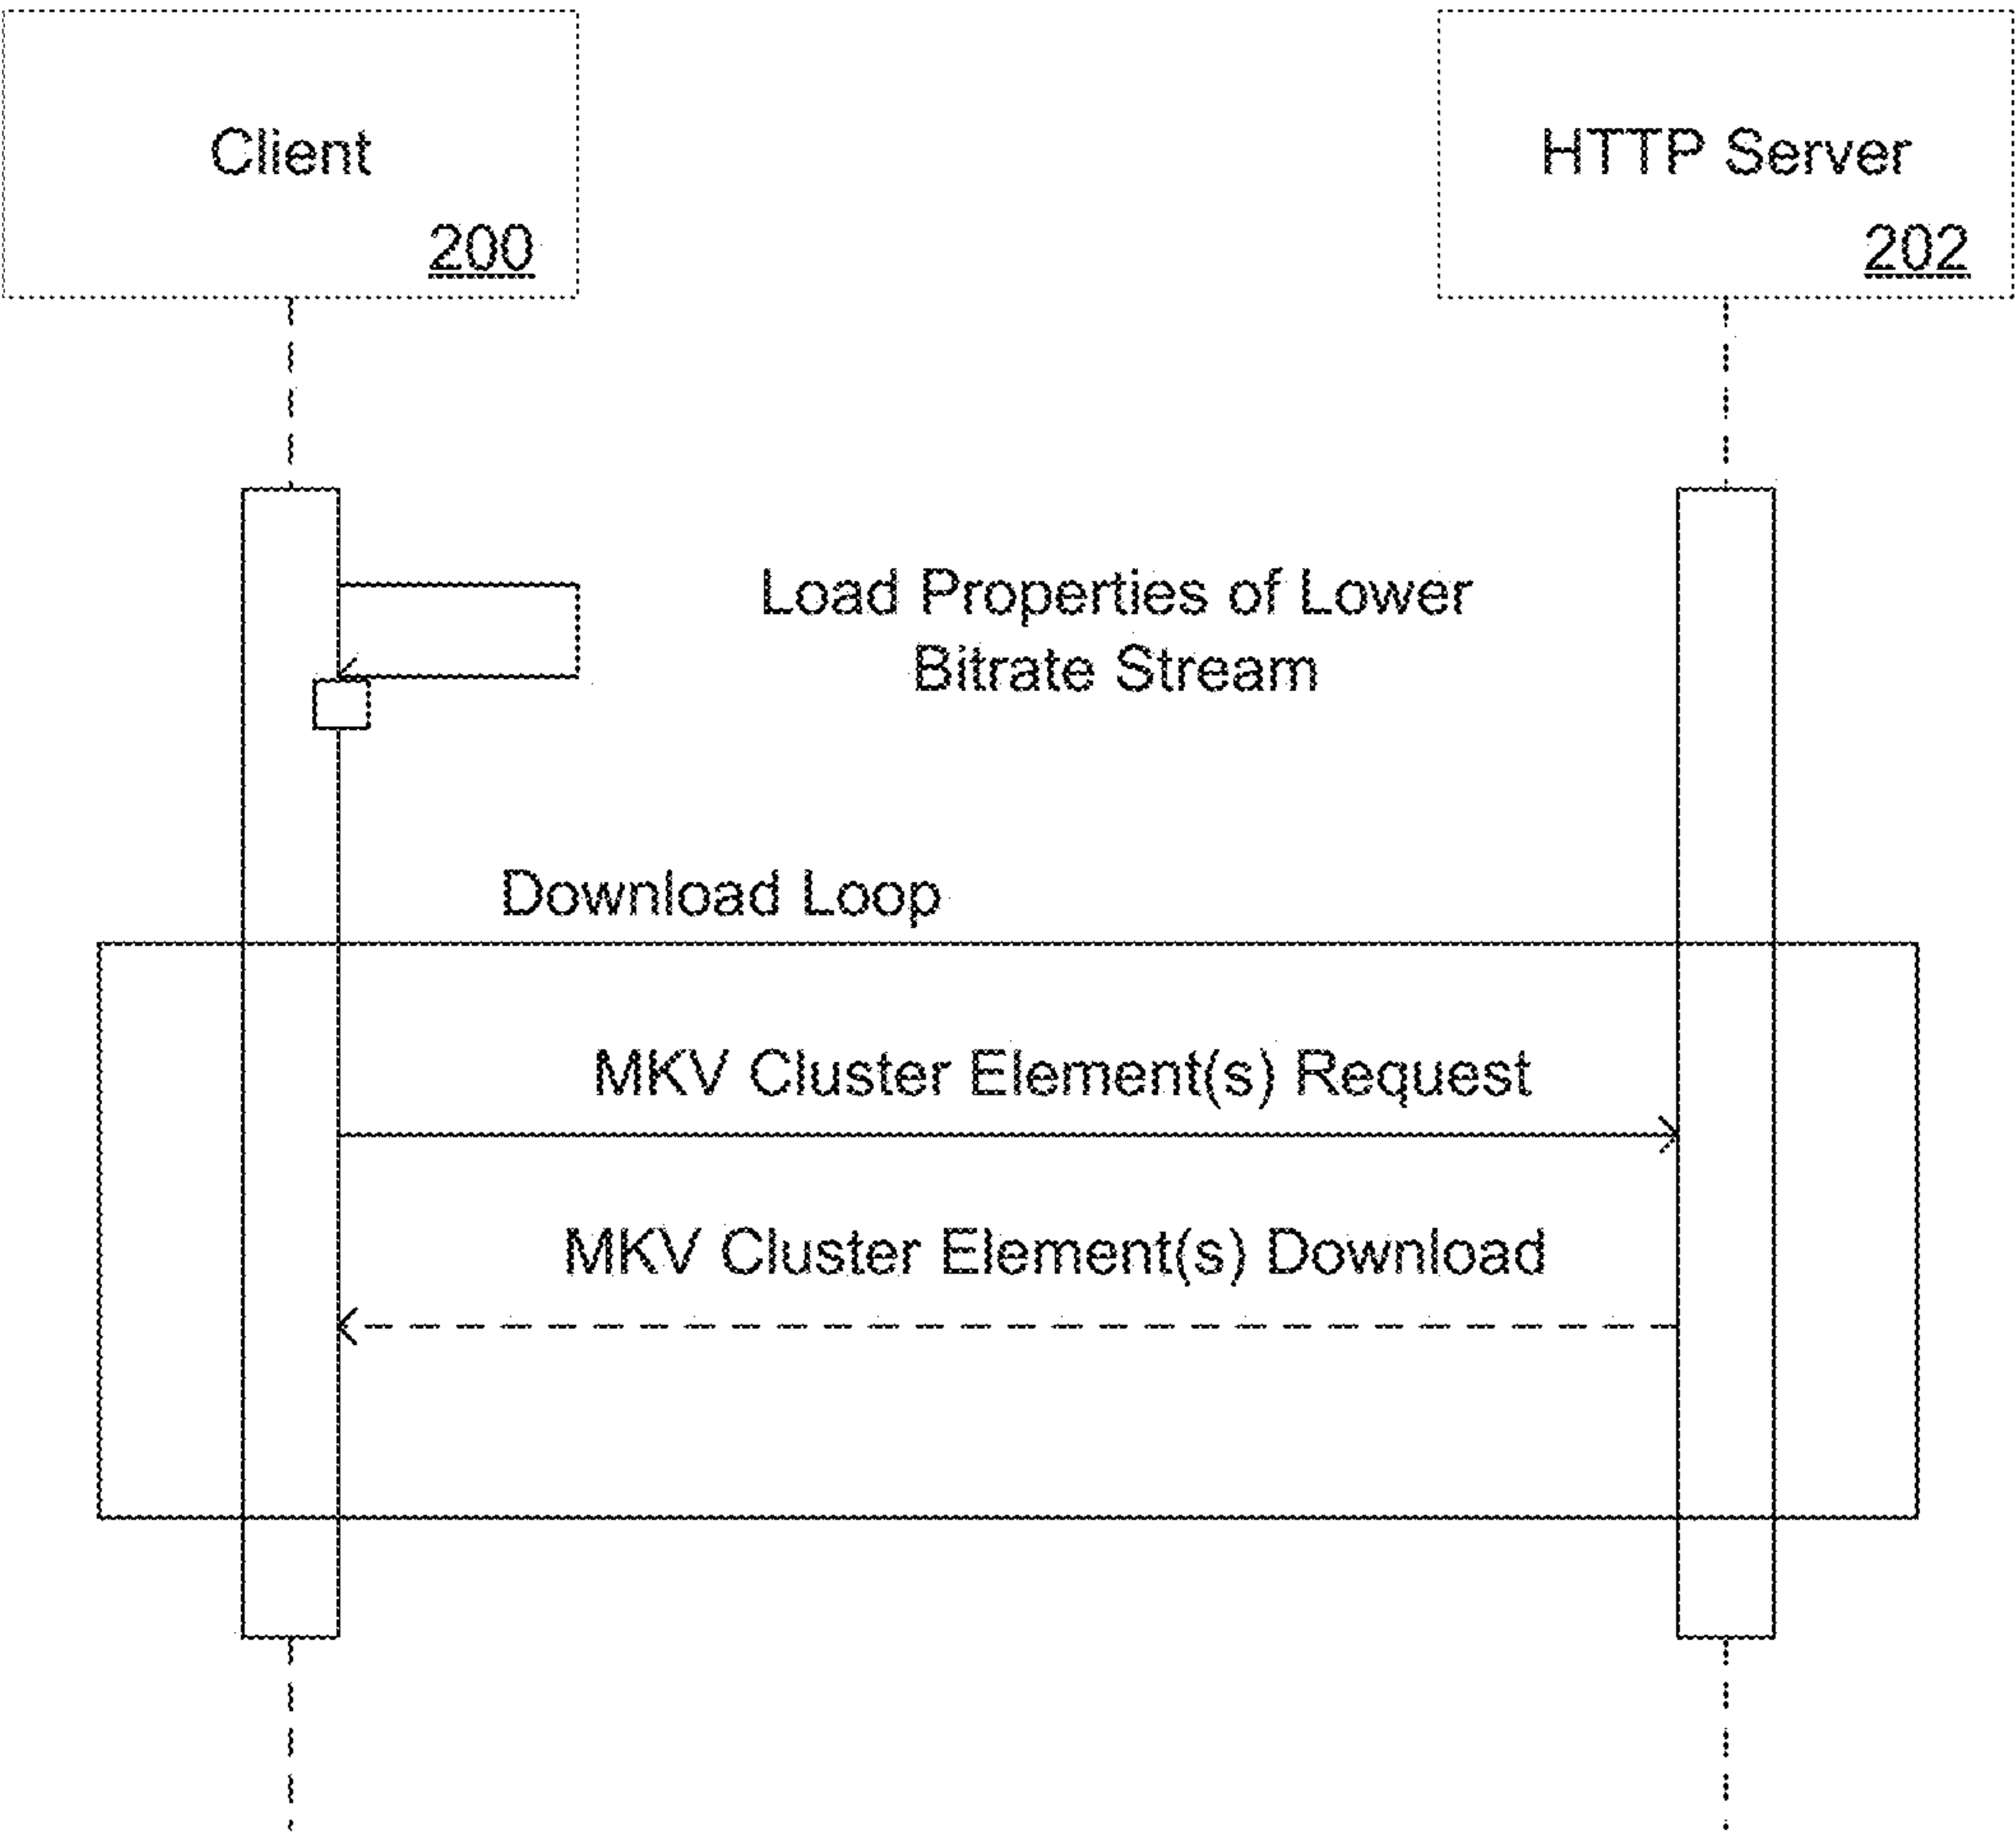 Client
200
HTTP Server
202
Load Properties of Lower
Bitrate Stream
Download Loop
MKV Cluster Element(s) Request
MKV Cluster Element(s) Download